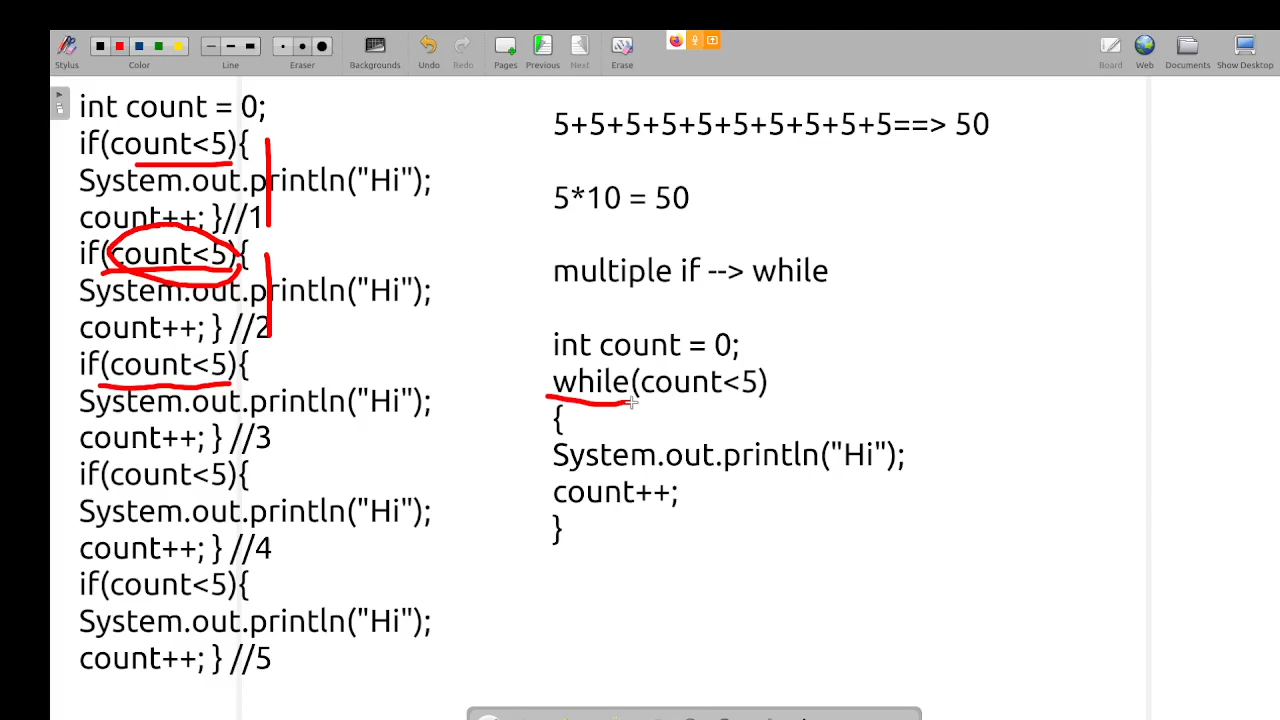 Stylus
Color
Line
Eraser
Backgrounds
Undo
Redo
Pages
Previous
Next
Erase
Board
Web
Documents
Show Desktop
int count = 0;
if(count<5){
System.out.println("Hi");
count++; }//1
if(count<5){
System.out.println("Hi");
count++; } //2
if(count<5){
System.out.println("Hi");
count++; } //3
if(count<5){
System.out.println("Hi");
count++; } //4
if(count<5){
System.out.println("Hi");
count++; } //5
5+5+5+5+5+5+5+5+5+5==> 50
5*10 = 50
multiple if --> while
int count = 0;
while(count<5)
{
System.out.println("Hi");
count++;
}